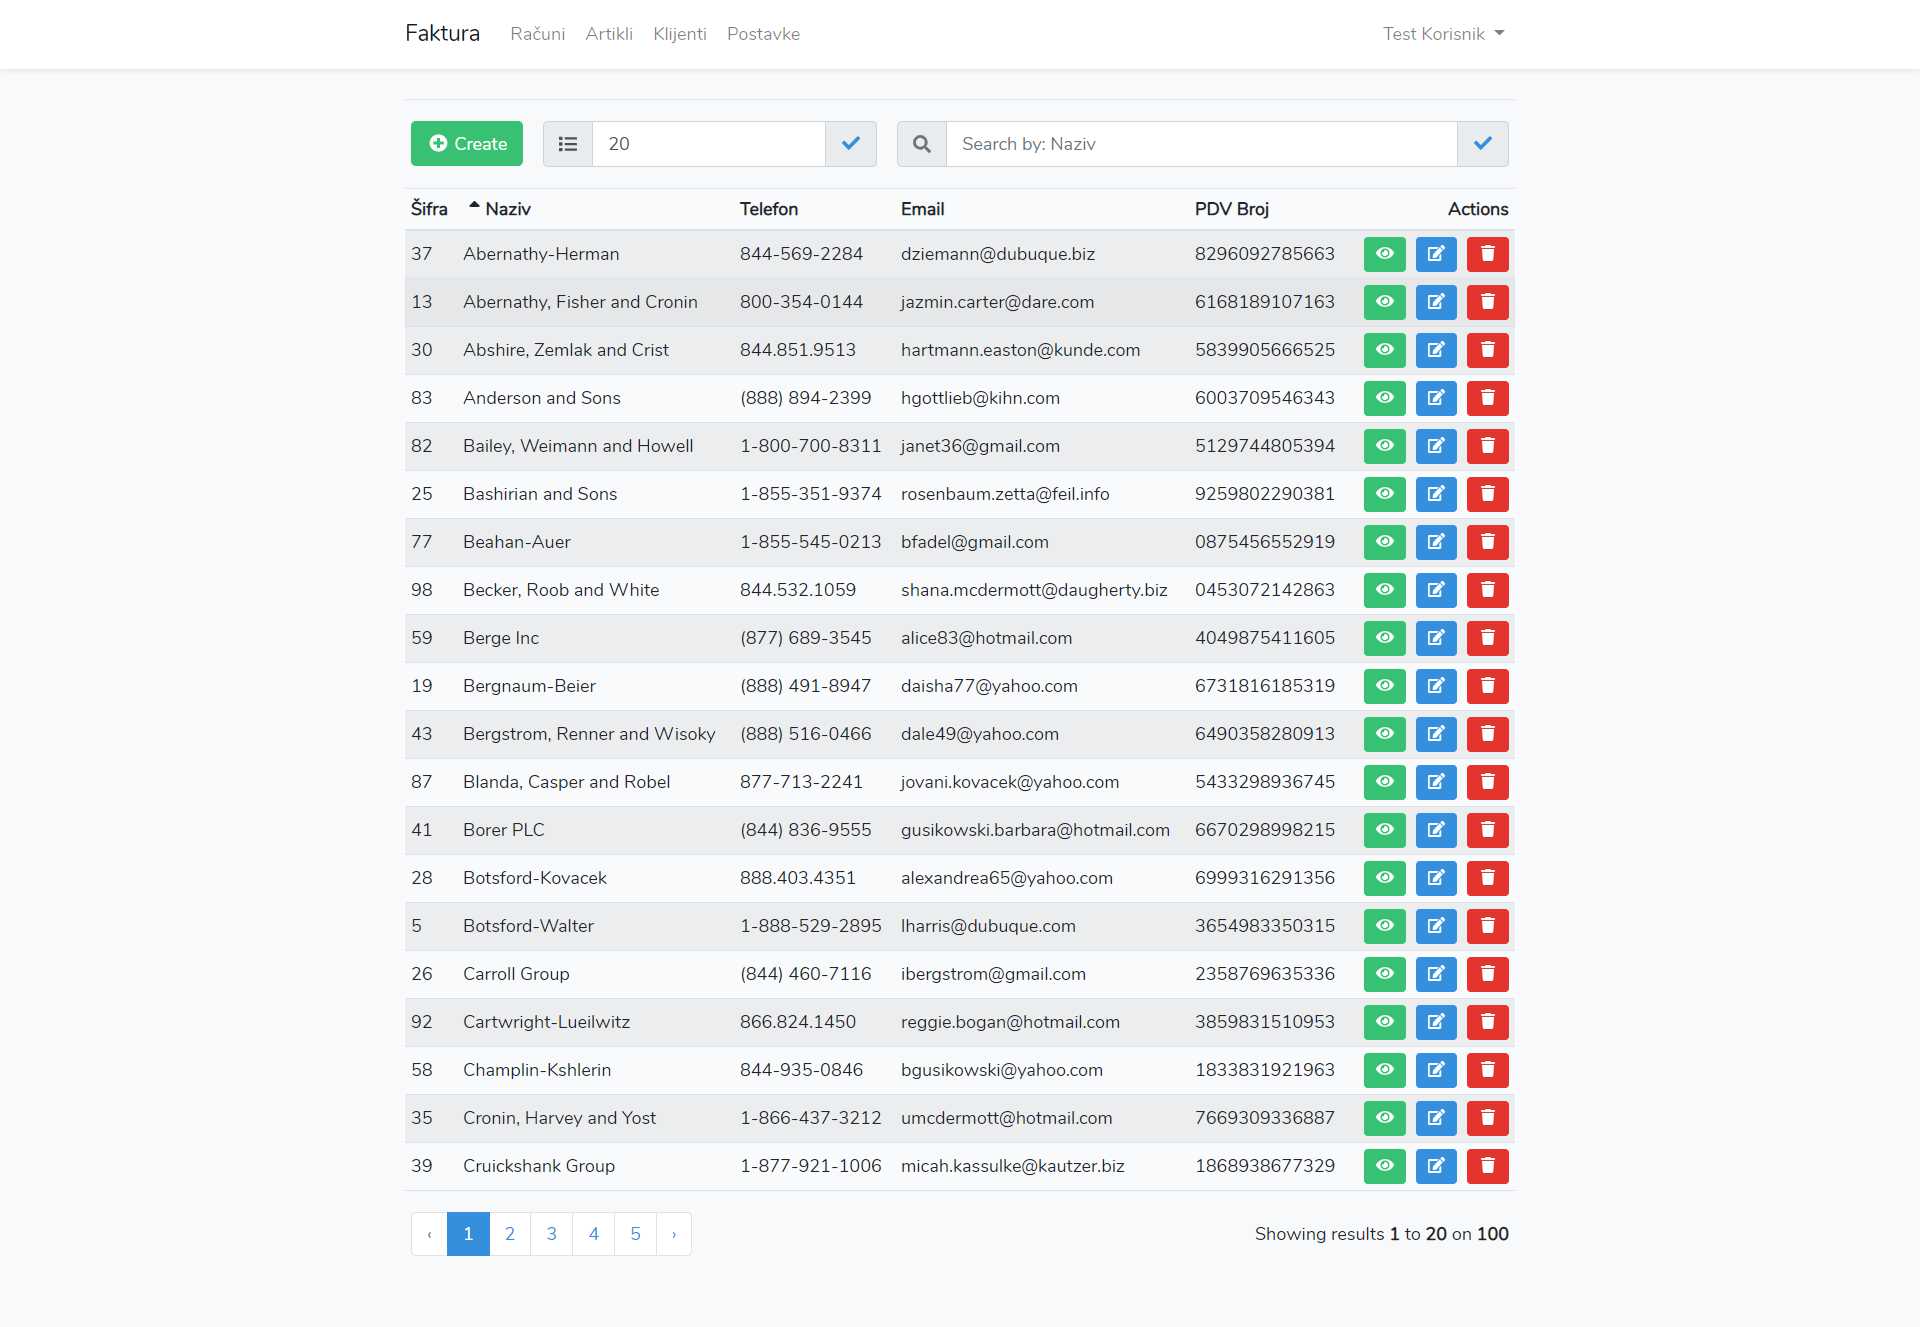 Faktura Računi Artikli Klijenti Postavke Test Korisnik
Create 20 Search by: Naziv
Šifra Naziv Telefon Email PDV Broj Actions
37 Abernathy-Herman 844-569-2284 dziemann@dubuque.biz 8296092785663
13 Abernathy, Fisher and Cronin 800-354-0144 jazmin.carter@dare.com 6168189107163
30 Abshire, Zemlak and Crist 844.851.9513 hartmann.easton@kunde.com 5839905666525
83 Anderson and Sons (888) 894-2399 hgottlieb@kihn.com 6003709546343
82 Bailey, Weimann and Howell 1-800-700-8311 janet36@gmail.com 5129744805394
25 Bashirian and Sons 1-855-351-9374 rosenbaum.zetta@feil.info 9259802290381
77 Beahan-Auer 1-855-545-0213 bfadel@gmail.com 0875456552919
98 Becker, Roob and White 844.532.1059 shana.mcdermott@daugherty.biz 0453072142863
59 Berge Inc (877) 689-3545 alice83@hotmail.com 4049875411605
19 Bergnaum-Beier (888) 491-8947 daisha77@yahoo.com 6731816185319
43 Bergstrom, Renner and Wisoky (888) 516-0466 dale49@yahoo.com 6490358280913
87 Blanda, Casper and Robel 877-713-2241 jovani.kovacek@yahoo.com 5433298936745
41 Borer PLC (844) 836-9555 gusikowski.barbara@hotmail.com 6670298998215
28 Botsford-Kovacek 888.403.4351 alexandrea65@yahoo.com 6999316291356
5 Botsford-Walter 1-888-529-2895 lharris@dubuque.com 3654983350315
26 Carroll Group (844) 460-7116 ibergstrom@gmail.com 2358769635336
92 Cartwright-Lueilwitz 866.824.1450 reggie.bogan@hotmail.com 3859831510953
58 Champlin-Kshlerin 844-935-0846 bgusikowski@yahoo.com 1833831921963
35 Cronin, Harvey and Yost 1-866-437-3212 umcdermott@hotmail.com 7669309336887
39 Cruickshank Group 1-877-921-1006 micah.kassulke@kautzer.biz 1868938677329
‹ 1 2 3 4 5 › Showing results 1 to 20 on 100